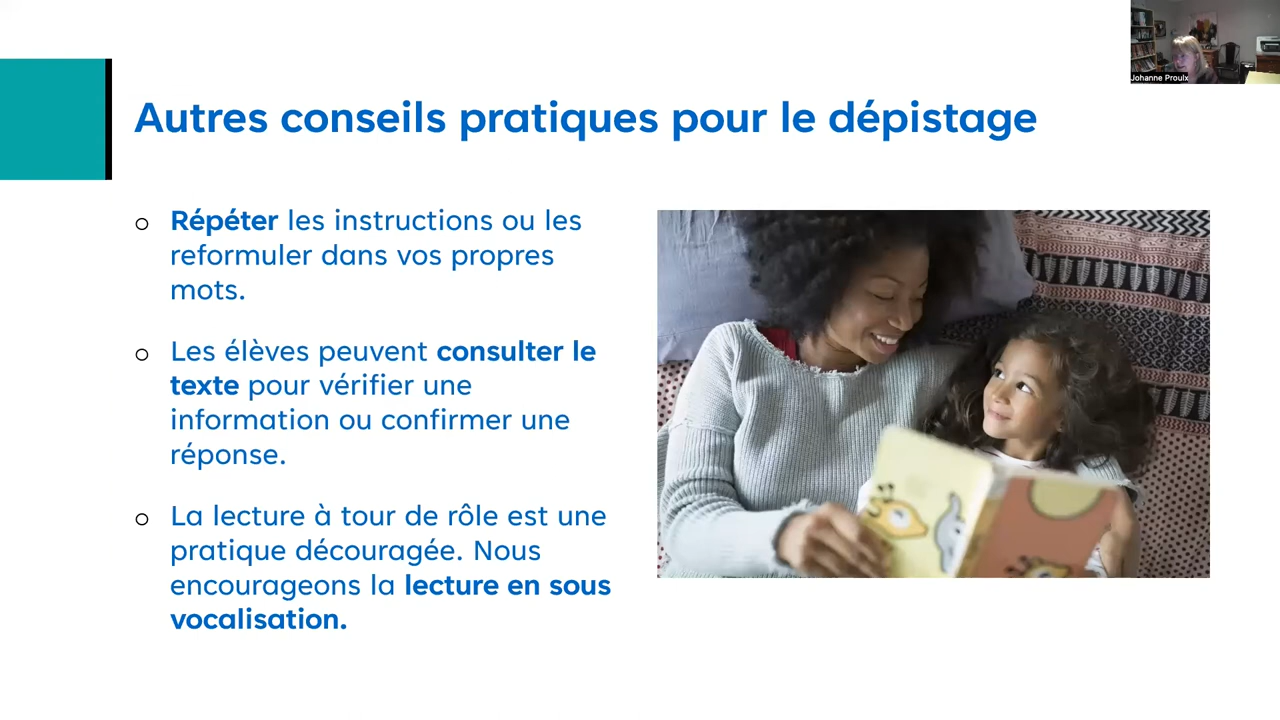 Johanne Proulx
Autres conseils pratiques pour le dépistage
Répéter les instructions ou les
reformuler dans vos propres
mots.
Les élèves peuvent consulter le
texte pour vérifier une
information ou confirmer une
réponse.
La lecture à tour de rôle est une
pratique découragée. Nous
encourageons la lecture en sous
vocalisation.